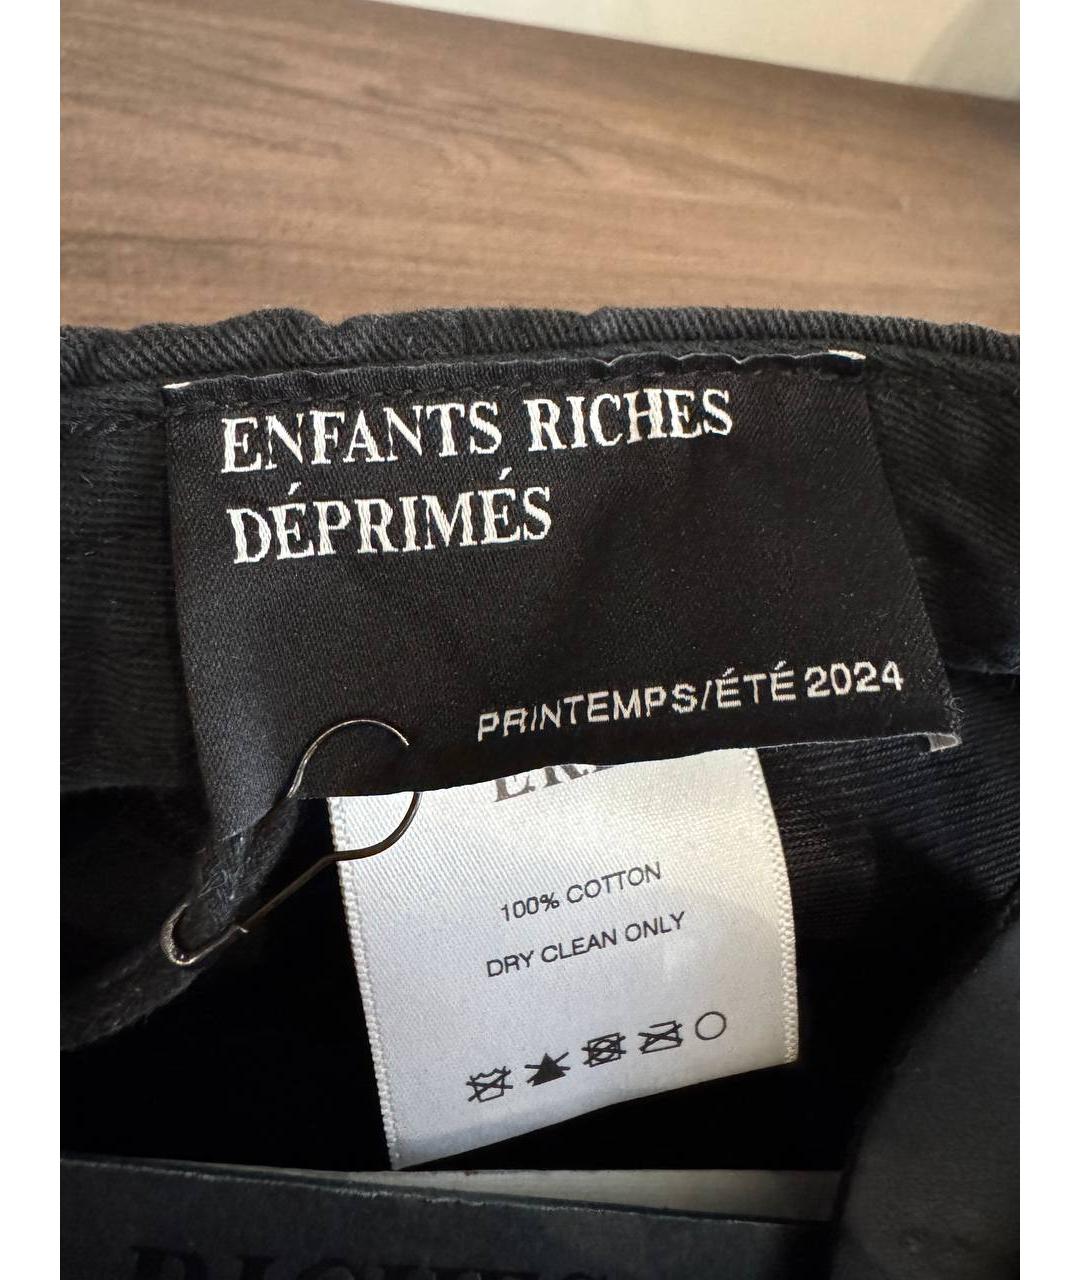 ENFANTS RICHES
DÉPRIMÉS
PRINTEMPS/ÉTÉ 2024
100% COTTON
DRY CLEAN ONLY